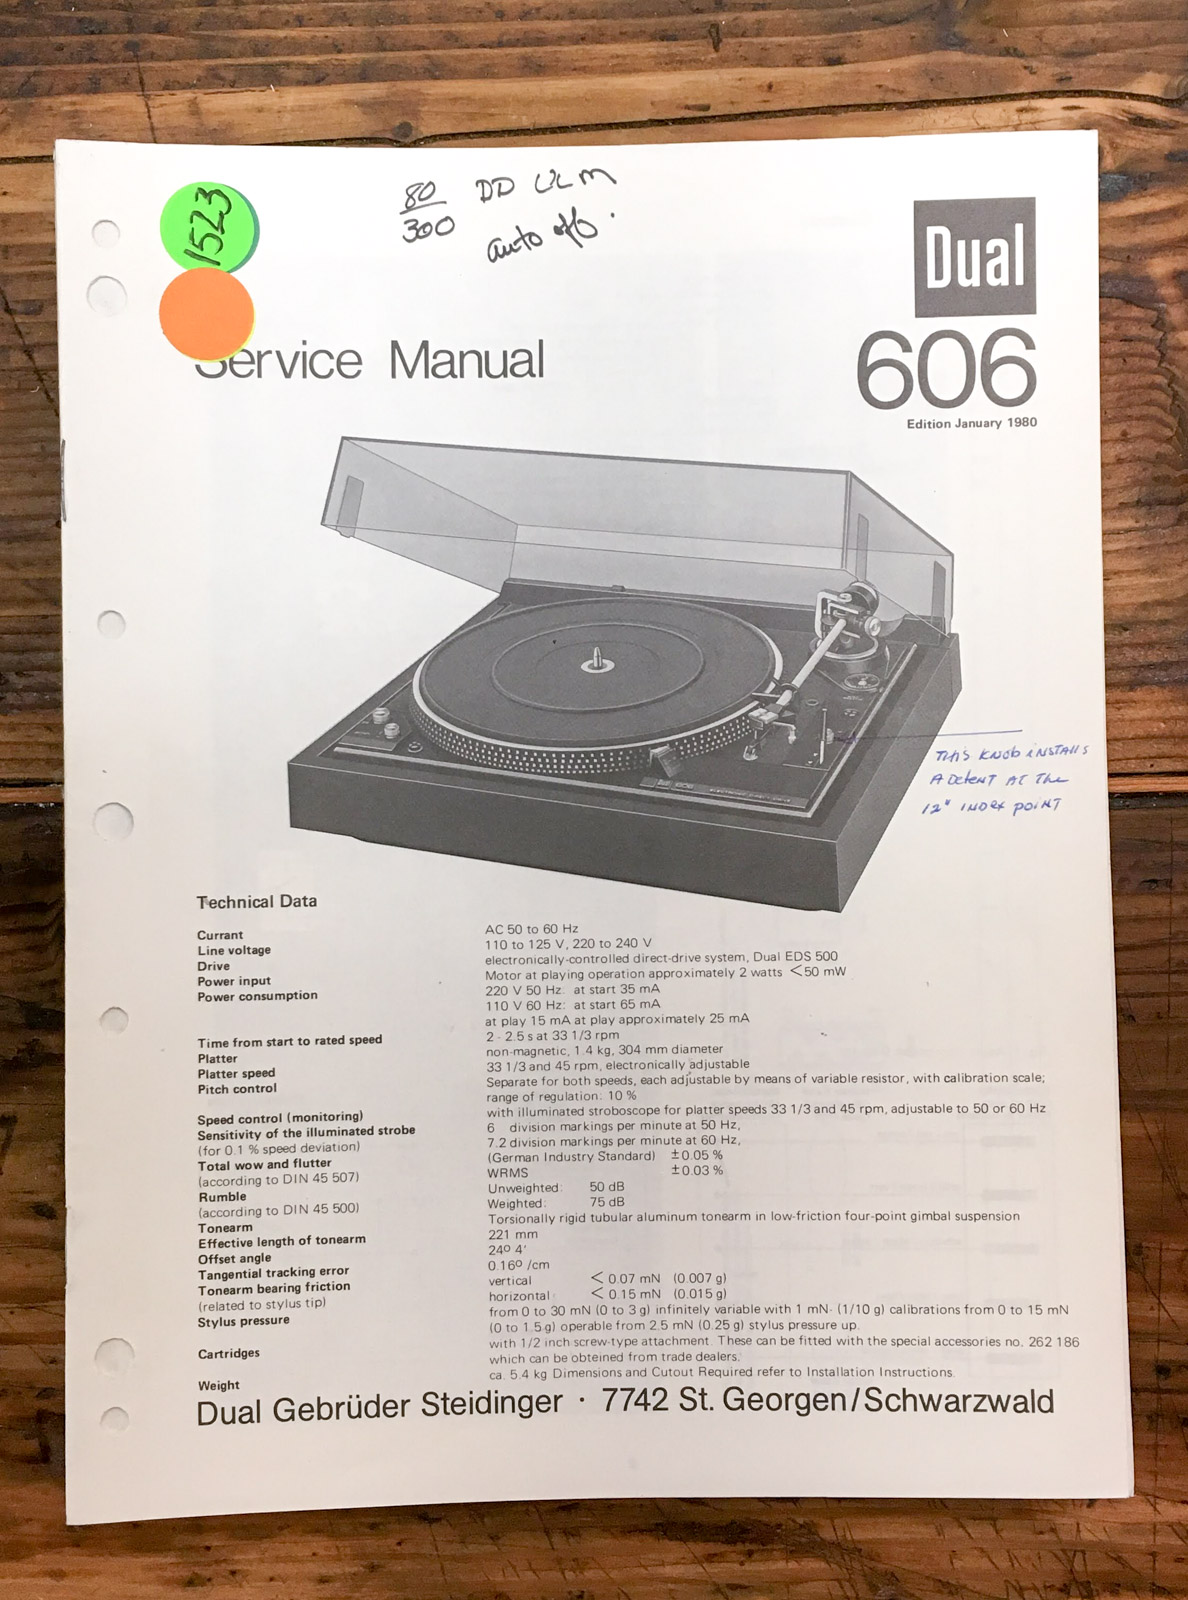 1523
80
300
DD ULM
auto off.
Dual
Service Manual
606
Edition January 1980
This KNOB iNSTALLS
A DeteNT AT The
12" iNDex poiNT
Technical Data
Currant AC 50 to 60 Hz
Line voltage 110 to 125 V, 220 to 240 V
Drive electronically-controlled direct-drive system, Dual EDS 500
Power input Motor at playing operation approximately 2 watts <50 mW
Power consumption 220 V 50 Hz: at start 35 mA
110 V 60 Hz: at start 65 mA
at play 15 mA at play approximately 25 mA
Time from start to rated speed 2 - 2.5 s at 33 1/3 rpm
Platter non-magnetic, 1.4 kg, 304 mm diameter
Platter speed 33 1/3 and 45 rpm, electronically adjustable
Pitch control Separate for both speeds, each adjustable by means of variable resistor, with calibration scale;
range of regulation: 10 %
Speed control (monitoring) with illuminated stroboscope for platter speeds 33 1/3 and 45 rpm, adjustable to 50 or 60 Hz
Sensitivity of the illuminated strobe 6 division markings per minute at 50 Hz,
(for 0.1 % speed deviation) 7.2 division markings per minute at 60 Hz,
Total wow and flutter (German Industry Standard) ±0.05 %
(according to DIN 45 507) WRMS ±0.03 %
Rumble Unweighted: 50 dB
(according to DIN 45 500) Weighted: 75 dB
Tonearm Torsionally rigid tubular aluminum tonearm in low-friction four-point gimbal suspension
Effective length of tonearm 221 mm
Offset angle 24° 4'
Tangential tracking error 0.16° /cm
Tonearm bearing friction vertical < 0.07 mN (0.007 g)
(related to stylus tip) horizontal < 0.15 mN (0.015 g)
Stylus pressure from 0 to 30 mN (0 to 3 g) infinitely variable with 1 mN- (1/10 g) calibrations from 0 to 15 mN
(0 to 1.5 g) operable from 2.5 mN (0.25 g) stylus pressure up.
Cartridges with 1/2 inch screw-type attachment. These can be fitted with the special accessories no. 262 186
which can be obteined from trade dealers.
Weight ca. 5.4 kg Dimensions and Cutout Required refer to Installation Instructions.
Dual Gebrüder Steidinger · 7742 St. Georgen/Schwarzwald